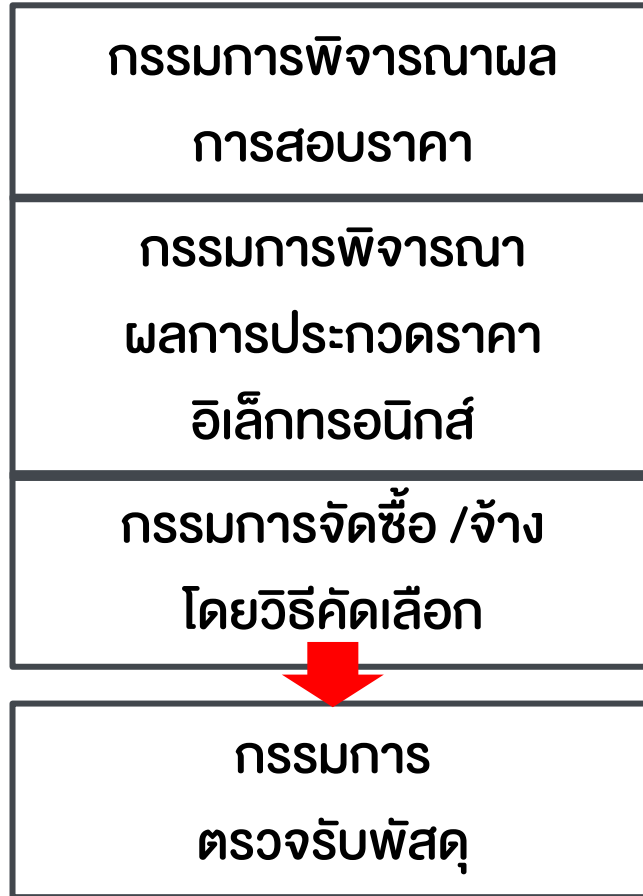 กรรมการพิจารณาผล
การสอบราคา
กรรมการพิจารณา
ผลการประกวดราคา
อิเล็กทรอนิกส์
กรรมการจัดซื้อ /จ้าง
โดยวิธีคัดเลือก
กรรมการ
ตรวจรับพัสดุ